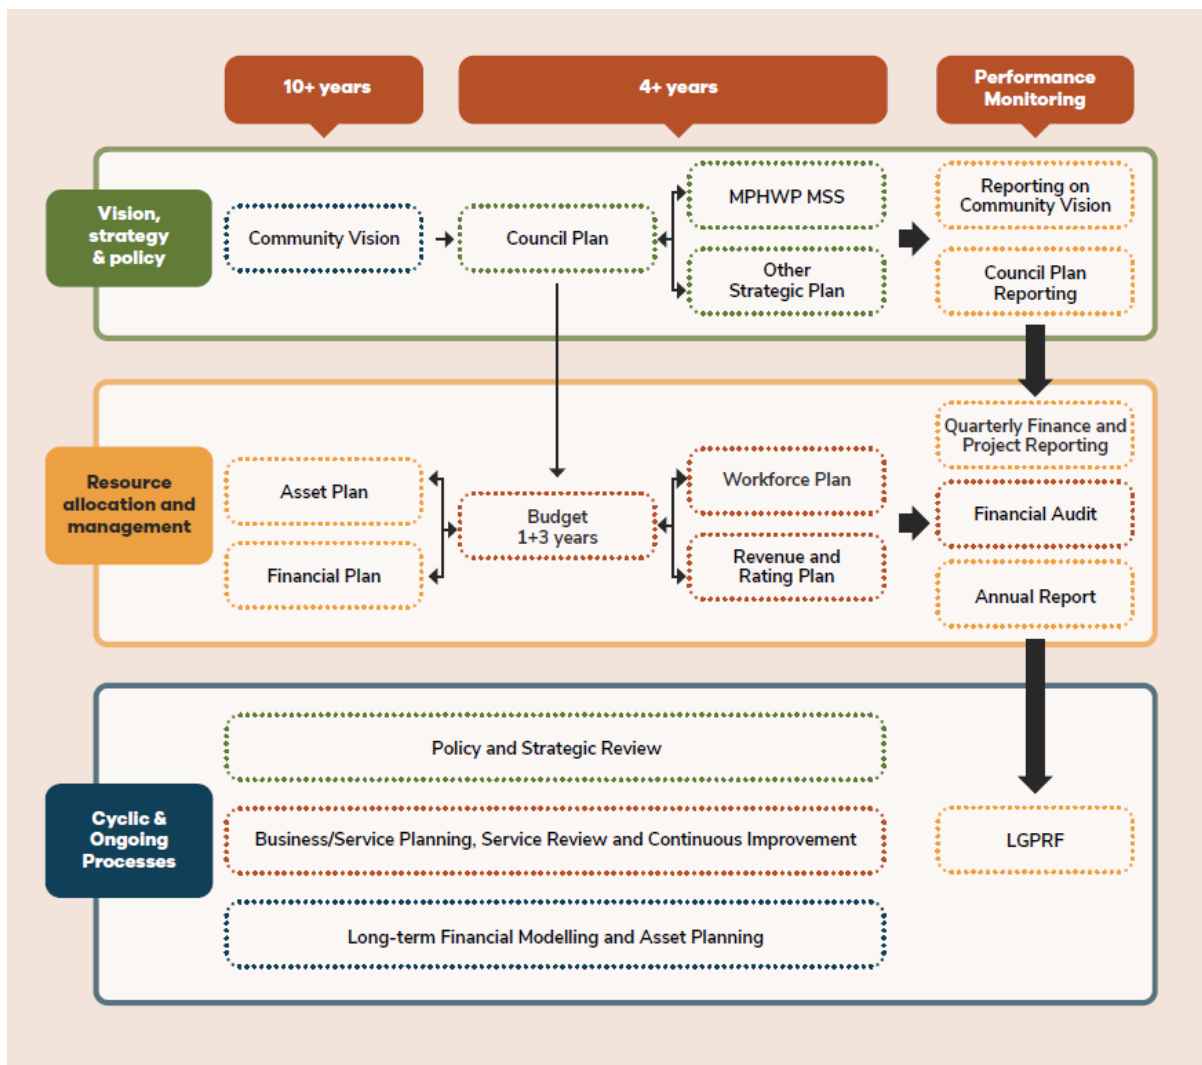 10+ years
4+ years
Performance
Monitoring
Vision,
strategy
& policy
Community Vision
Council Plan
MPHWP MSS
Other
Strategic Plan
Reporting on
Community Vision
Council Plan
Reporting
Resource
allocation and
management
Asset Plan
Financial Plan
Budget
1+3 years
Workforce Plan
Revenue and
Rating Plan
Quarterly Finance and
Project Reporting
Financial Audit
Annual Report
Cyclic &
Ongoing
Processes
Policy and Strategic Review
Business/Service Planning, Service Review and Continuous Improvement
Long-term Financial Modelling and Asset Planning
LGPRF